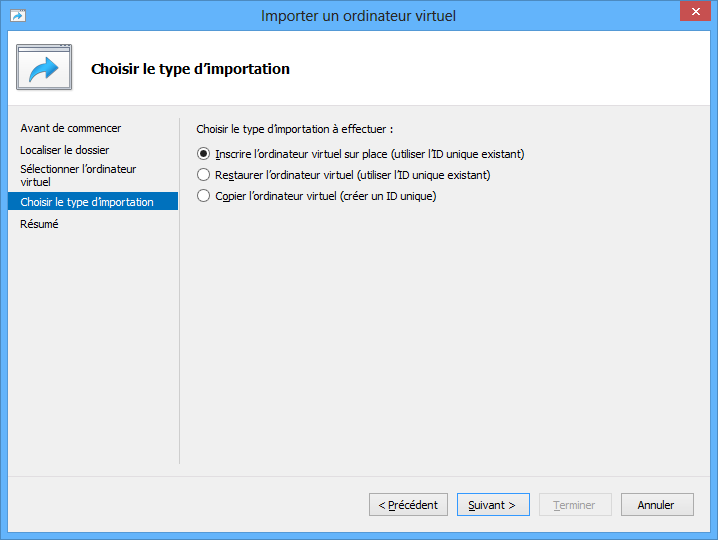 Importer un ordinateur virtuel
Choisir le type d'importation
Avant de commencer
Localiser le dossier
Sélectionner l'ordinateur
virtuel
Choisir le type d'importation
Résumé
Choisir le type d'importation à effectuer :
Inscrire l'ordinateur virtuel sur place (utiliser l'ID unique existant)
Restaurer l'ordinateur virtuel (utiliser l'ID unique existant)
Copier l'ordinateur virtuel (créer un ID unique)
< Précédent
Suivant >
Terminer
Annuler